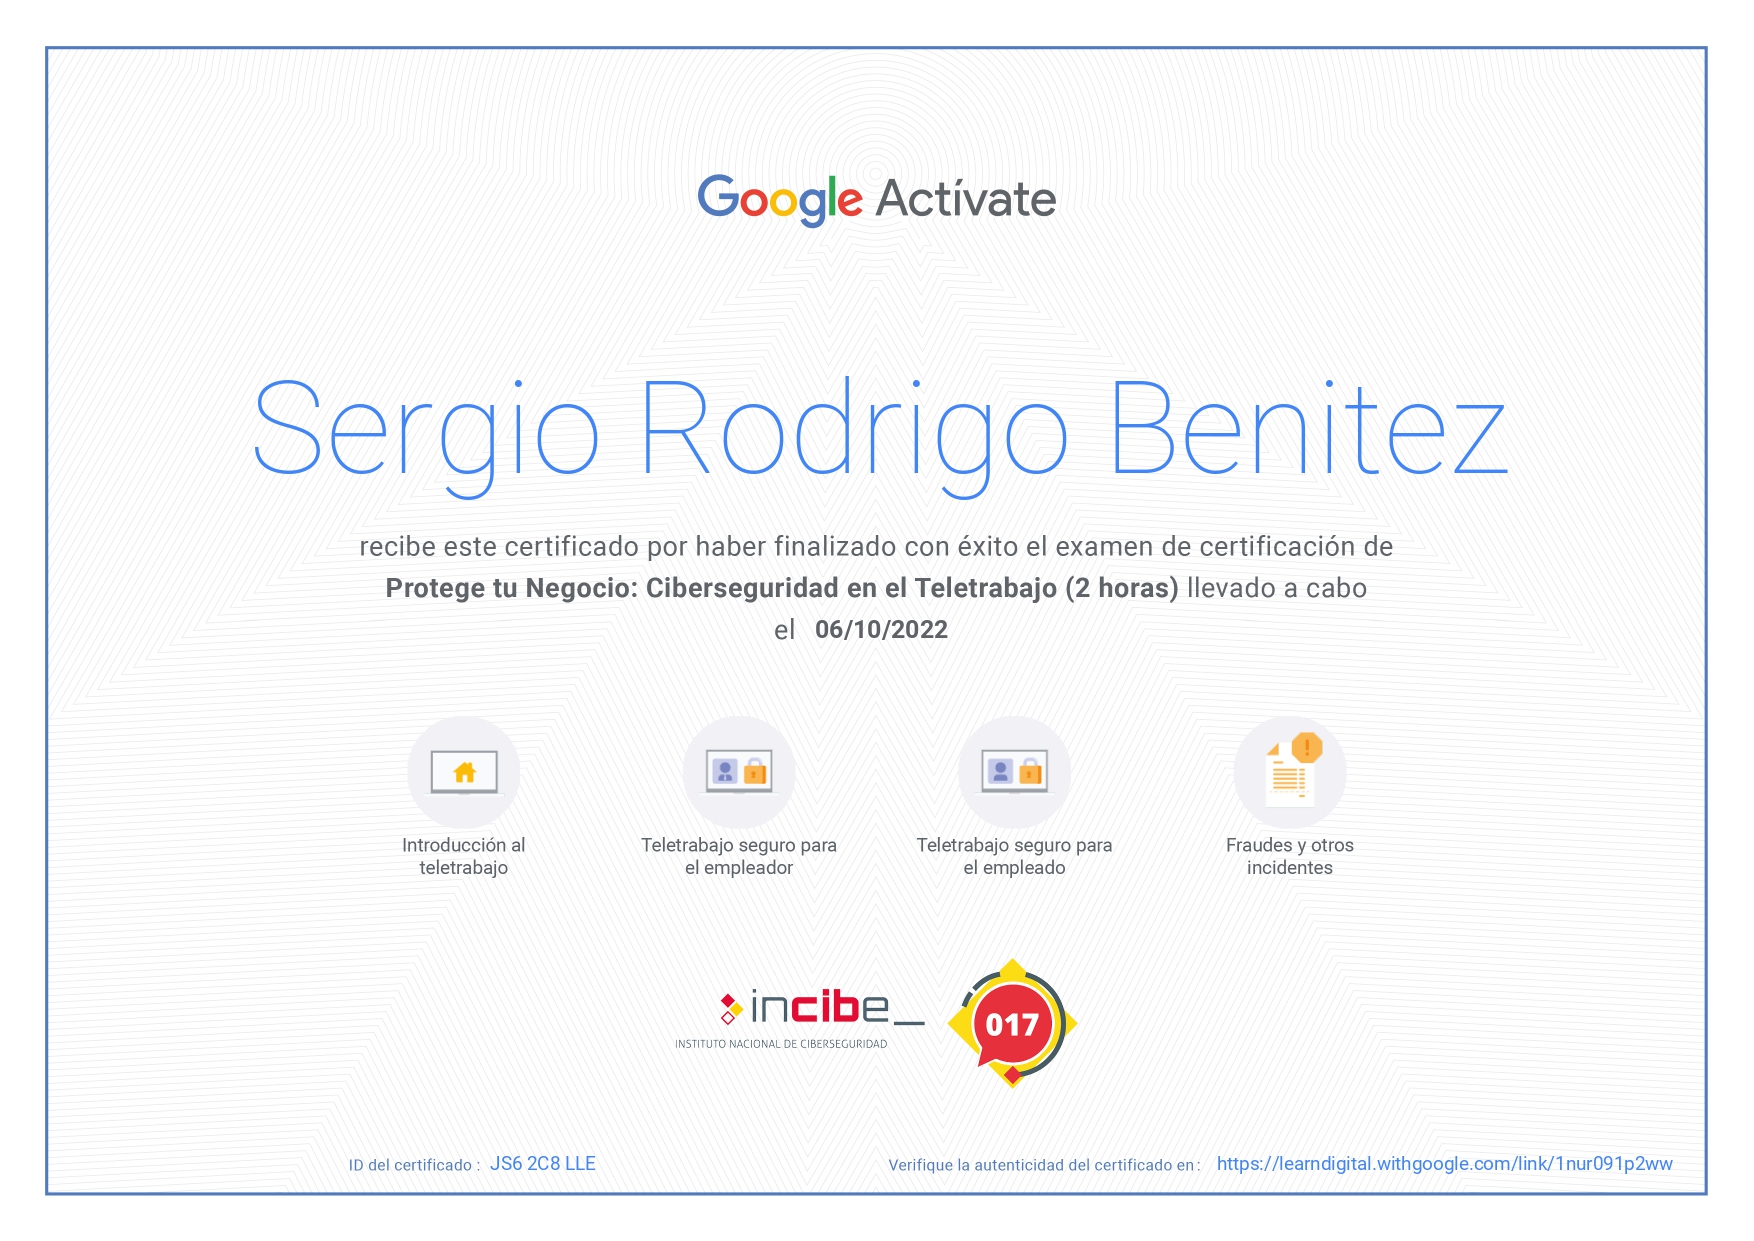 Google Actívate
Sergio Rodrigo Benitez
recibe este certificado por haber finalizado con éxito el examen de certificación de
Protege tu Negocio: Ciberseguridad en el Teletrabajo (2 horas) llevado a cabo
el 06/10/2022
Introducción al
teletrabajo
Teletrabajo seguro para
el empleador
Teletrabajo seguro para
el empleado
Fraudes y otros
incidentes
incibe_
INSTITUTO NACIONAL DE CIBERSEGURIDAD
017
ID del certificado : JS6 2C8 LLE
Verifique la autenticidad del certificado en : https://learndigital.withgoogle.com/link/1nur091p2ww